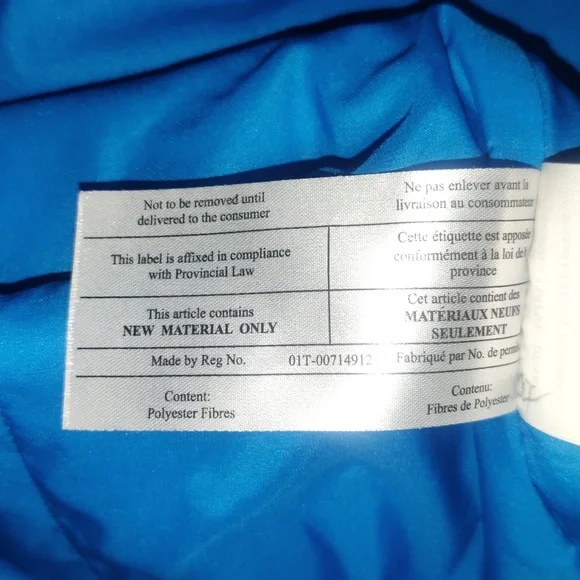 Not to be removed until
delivered to the consumer
Ne pas enlever avant la
livraison au consommateur
This label is affixed in compliance
with Provincial Law
Cette étiquette est apposée
conformément à la loi de
province
This article contains
NEW MATERIAL ONLY
Cet article contient des
MATÉRIAUX NEUFS
SEULEMENT
Made by Reg No. 01T-00714912 Fabriqué par No. de
Content:
Polyester Fibres
Contenu:
Fibres de Polyester